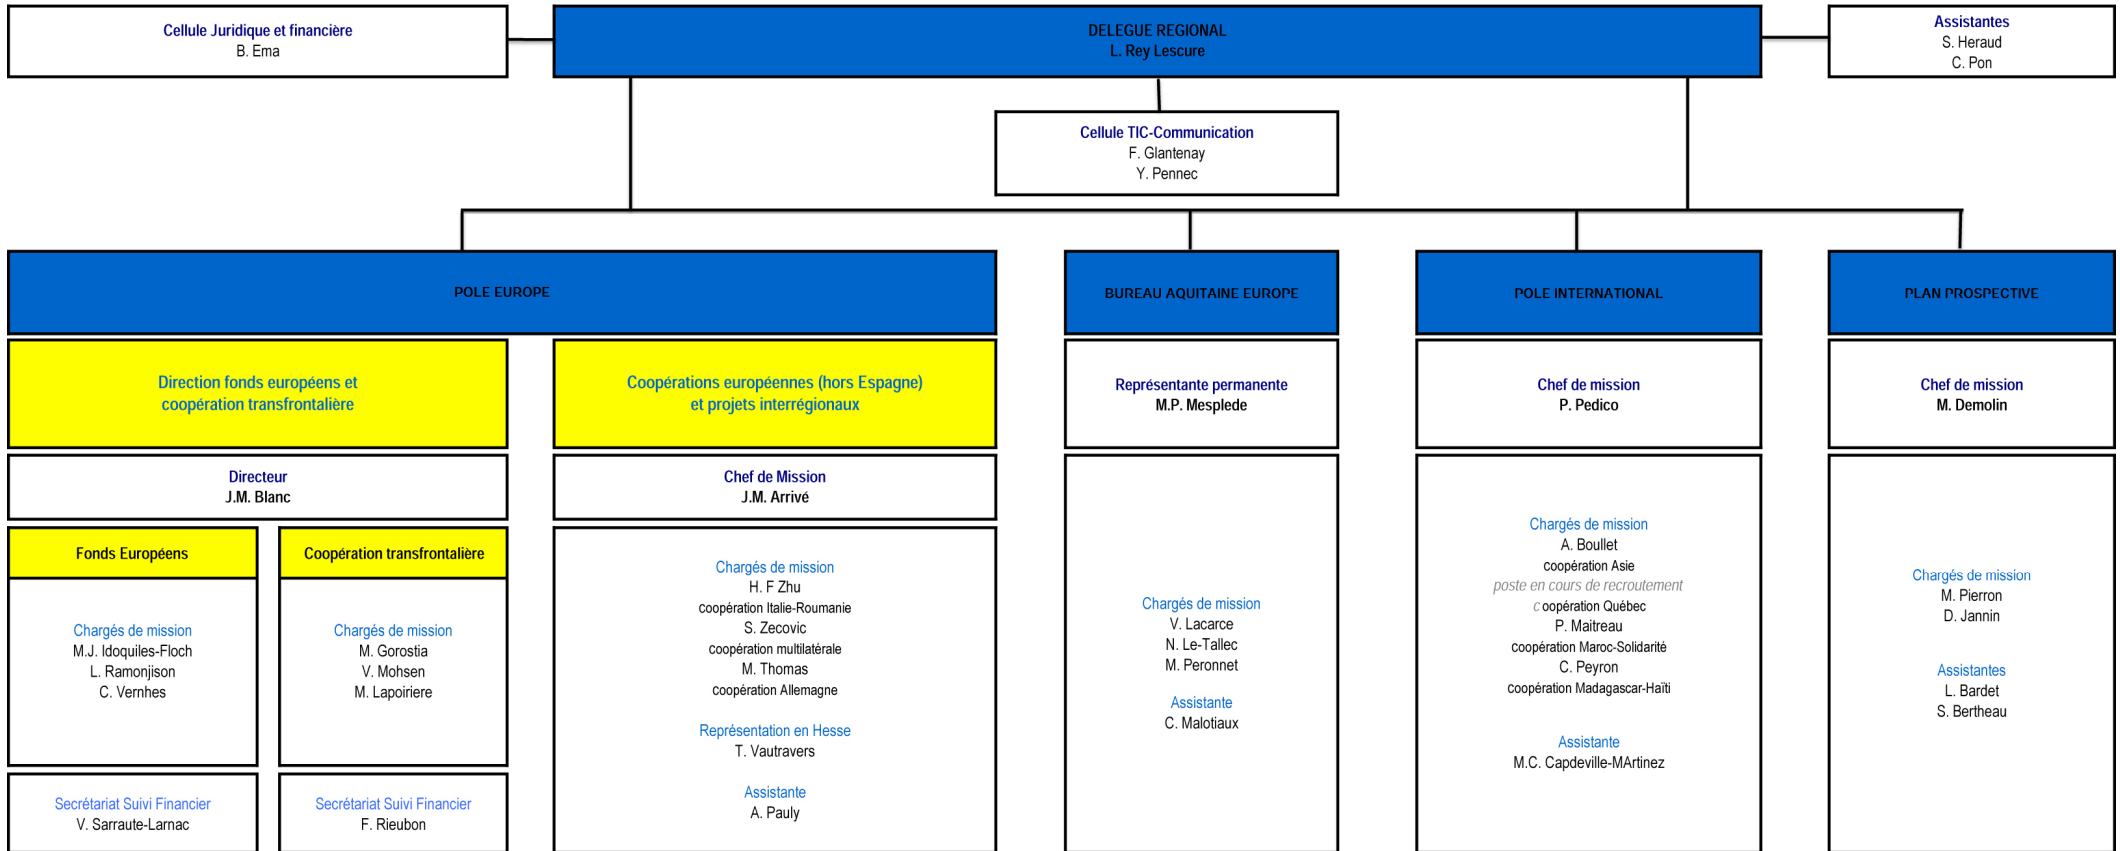 Cellule Juridique et financière
B. Ema
DELEGUE REGIONAL
L. Rey Lescure
Assistantes
S. Heraud
C. Pon
Cellule TIC-Communication
F. Glantenay
Y. Pennec
POLE EUROPE
BUREAU AQUITAINE EUROPE
POLE INTERNATIONAL
PLAN PROSPECTIVE
Direction fonds européens et
coopération transfrontalière
Coopérations européennes (hors Espagne)
et projets interrégionaux
Représentante permanente
M.P. Mesplede
Chef de mission
P. Pedico
Chef de mission
M. Demolin
Directeur
J.M. Blanc
Chef de Mission
J.M. Arrivé
Fonds Européens
Chargés de mission
M.J. Idoquiles-Floch
L. Ramonjison
C. Vernhes
Secrétariat Suivi Financier
V. Sarraute-Larnac
Coopération transfrontalière
Chargés de mission
M. Gorostia
V. Mohsen
M. Lapoiriere
Secrétariat Suivi Financier
F. Rieubon
Chargés de mission
H. F Zhu
coopération Italie-Roumanie
S. Zecovic
coopération multilatérale
M. Thomas
coopération Allemagne
Représentation en Hesse
T. Vautravers
Assistante
A. Pauly
Chargés de mission
V. Lacarce
N. Le-Tallec
M. Peronnet
Assistante
C. Malotiaux
Chargés de mission
A. Boullet
coopération Asie
poste en cours de recrutement
c oopération Québec
P. Maitreau
coopération Maroc-Solidarité
C. Peyron
coopération Madagascar-Haïti
Assistante
M.C. Capdeville-MArtinez
Chargés de mission
M. Pierron
D. Jannin
Assistantes
L. Bardet
S. Bertheau